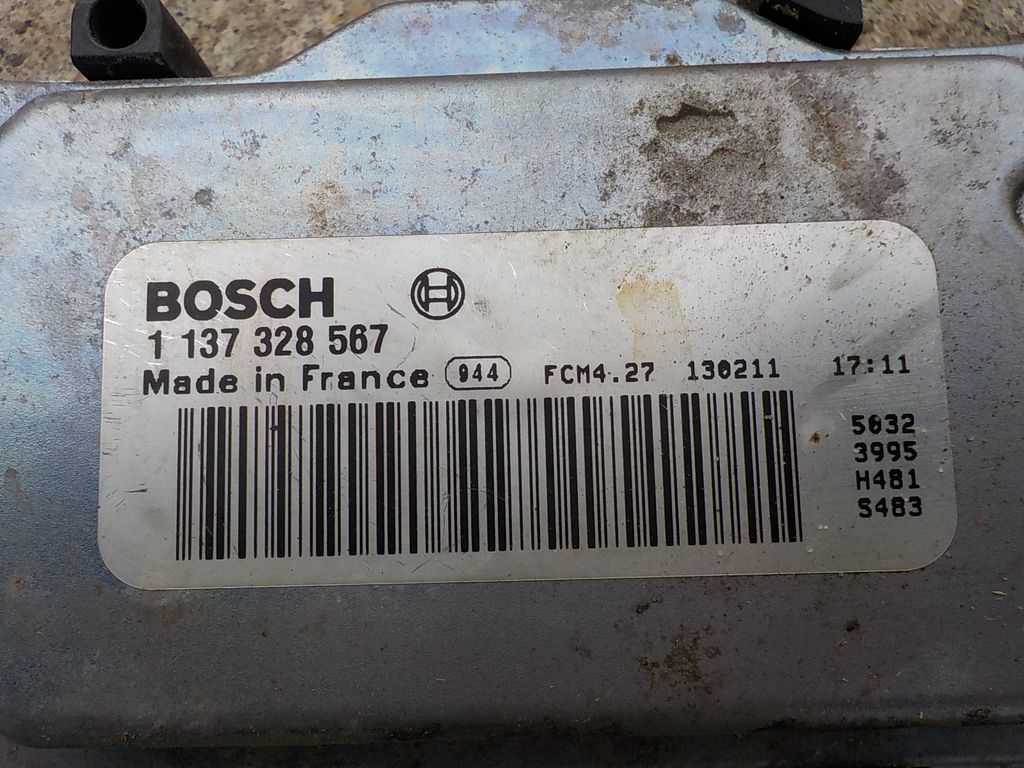 BOSCH
1 137 328 567
Made in France 944 FCM4.27 130211 17:11
5032
3995
H481
S483